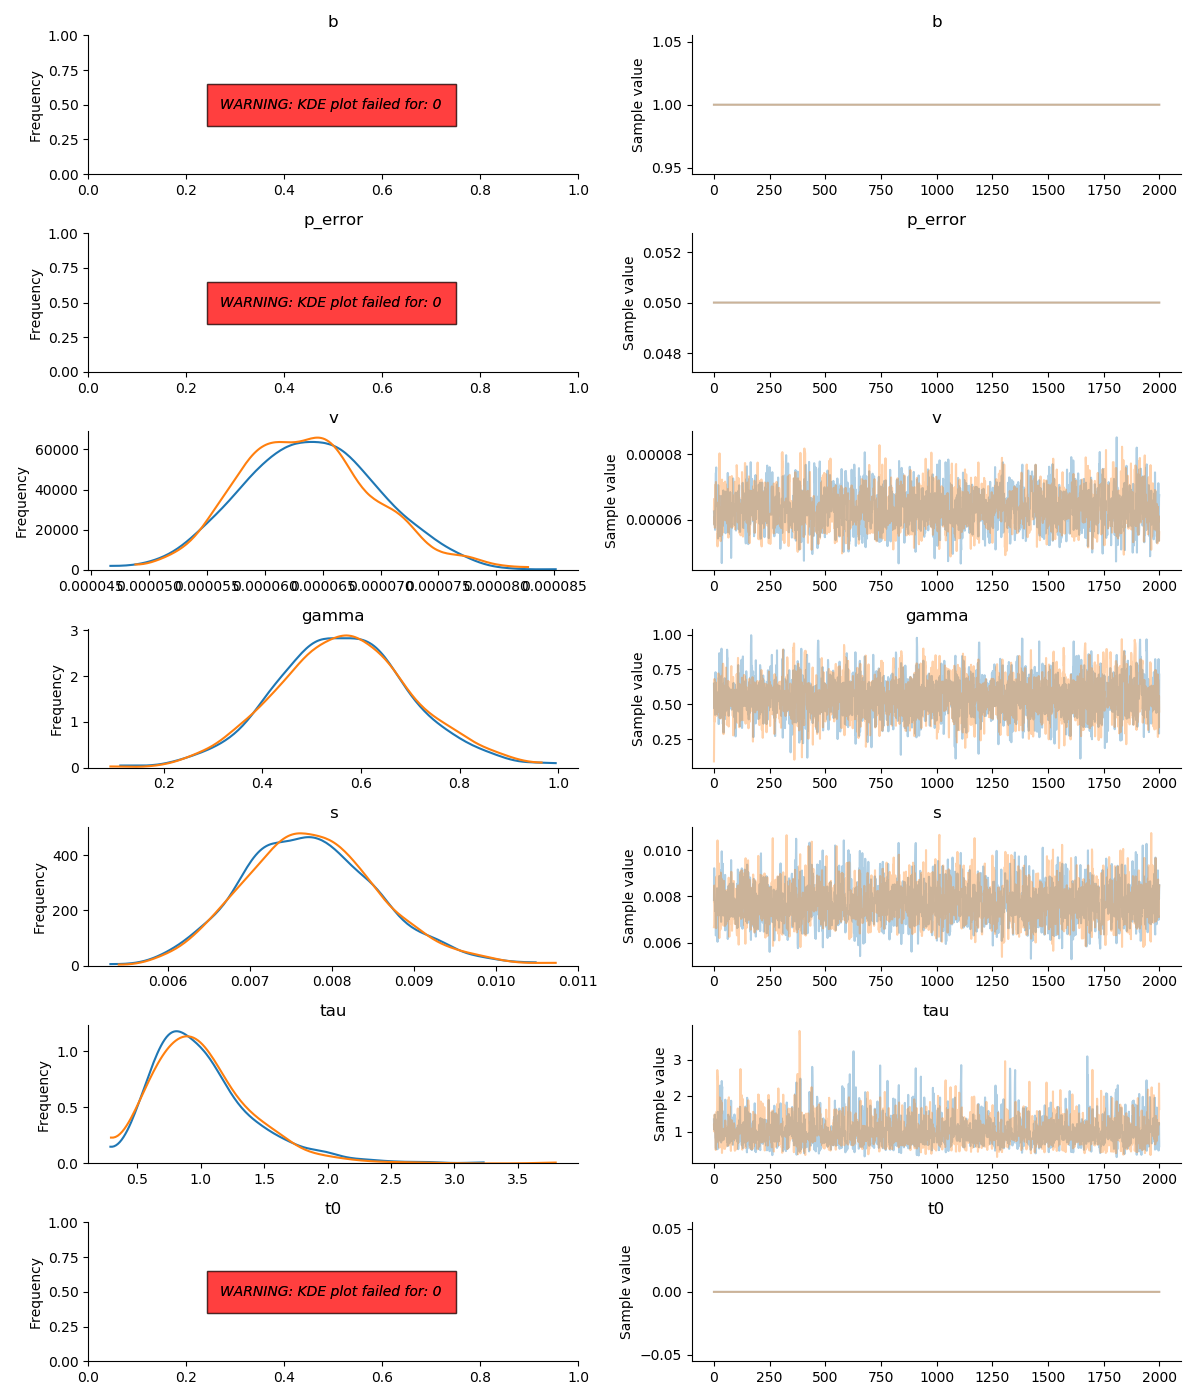 b
1.00
0.75
0.50
0.25
0.00
Frequency
WARNING: KDE plot failed for: 0
0.0 0.2 0.4 0.6 0.8 1.0
b
1.05
1.00
0.95
Sample value
0 250 500 750 1000 1250 1500 1750 2000
p_error
1.00
0.75
0.50
0.25
0.00
Frequency
WARNING: KDE plot failed for: 0
0.0 0.2 0.4 0.6 0.8 1.0
p_error
0.052
0.050
0.048
Sample value
0 250 500 750 1000 1250 1500 1750 2000
v
60000
40000
20000
0
Frequency
0.000045 0.000050 0.000055 0.000060 0.000065 0.000070 0.000075 0.000080 0.000085
v
0.00008
0.00006
Sample value
0 250 500 750 1000 1250 1500 1750 2000
gamma
3
2
1
0
Frequency
0.2 0.4 0.6 0.8 1.0
gamma
1.00
0.75
0.50
0.25
Sample value
0 250 500 750 1000 1250 1500 1750 2000
s
400
200
0
Frequency
0.006 0.007 0.008 0.009 0.010 0.011
s
0.010
0.008
0.006
Sample value
0 250 500 750 1000 1250 1500 1750 2000
tau
1.0
0.5
0.0
Frequency
0.5 1.0 1.5 2.0 2.5 3.0 3.5
tau
3
2
1
Sample value
0 250 500 750 1000 1250 1500 1750 2000
t0
1.00
0.75
0.50
0.25
0.00
Frequency
WARNING: KDE plot failed for: 0
0.0 0.2 0.4 0.6 0.8 1.0
t0
0.05
0.00
−0.05
Sample value
0 250 500 750 1000 1250 1500 1750 2000